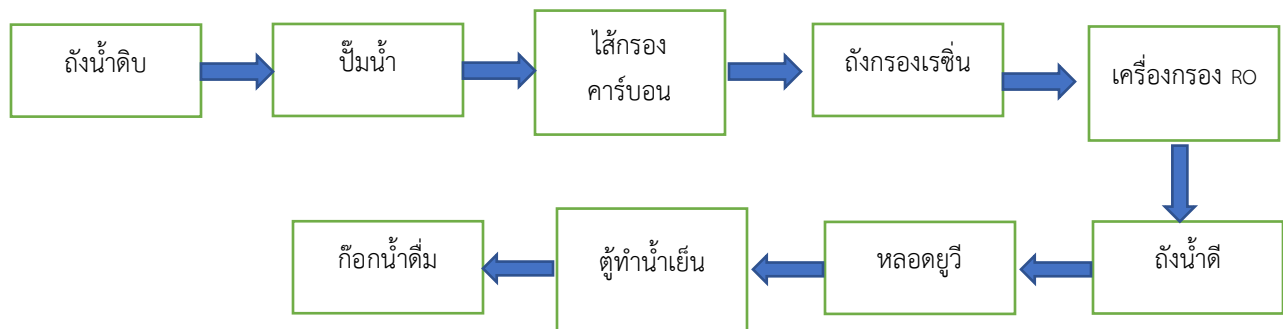 ถังน้ำดิบ
ปั๊มน้ำ
ไส้กรอง
คาร์บอน
ถังกรองเรซิ่น
เครื่องกรอง RO
ถังน้ำดี
หลอดยูวี
ตู้ทำน้ำเย็น
ก๊อกน้ำดื่ม